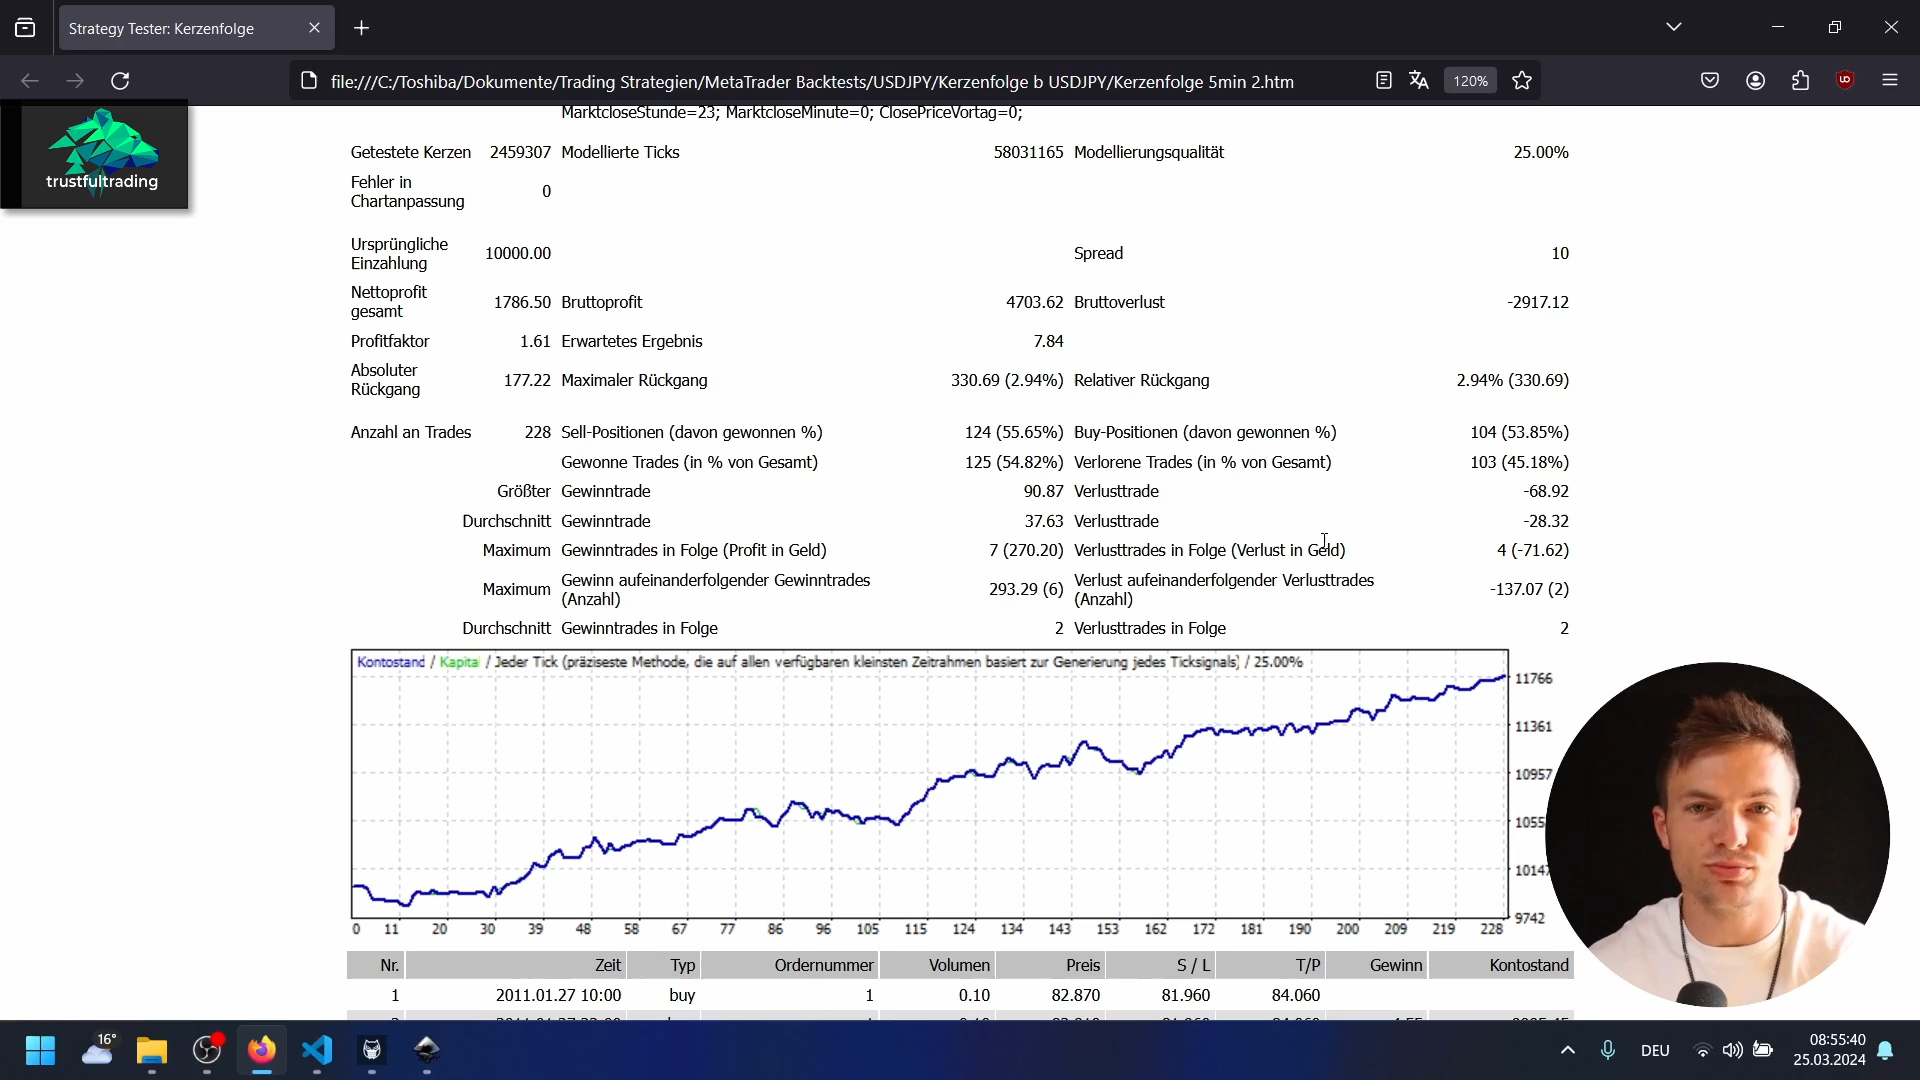 Strategy Tester: Kerzenfolge
file:///C:/Toshiba/Dokumente/Trading Strategien/MetaTrader Backtests/USDJPY/Kerzenfolge b USDJPY/Kerzenfolge 5min 2.htm
120%
trustfultrading
MarktcloseStunde=23; MarktcloseMinute=0; ClosePriceVortag=0;
Getestete Kerzen 2459307 Modellierte Ticks 58031165 Modellierungsqualität 25.00%
Fehler in
Chartanpassung 0
Ursprüngliche
Einzahlung 10000.00 Spread 10
Nettoprofit
gesamt 1786.50 Bruttoprofit 4703.62 Bruttoverlust -2917.12
Profitfaktor 1.61 Erwartetes Ergebnis 7.84
Absoluter
Rückgang 177.22 Maximaler Rückgang 330.69 (2.94%) Relativer Rückgang 2.94% (330.69)
Anzahl an Trades 228 Sell-Positionen (davon gewonnen %) 124 (55.65%) Buy-Positionen (davon gewonnen %) 104 (53.85%)
Gewonne Trades (in % von Gesamt) 125 (54.82%) Verlorene Trades (in % von Gesamt) 103 (45.18%)
Größter Gewinntrade 90.87 Verlusttrade -68.92
Durchschnitt Gewinntrade 37.63 Verlusttrade -28.32
Maximum Gewinntrades in Folge (Profit in Geld) 7 (270.20) Verlusttrades in Folge (Verlust in Geld) 4 (-71.62)
Maximum Gewinn aufeinanderfolgender Gewinntrades
(Anzahl) 293.29 (6) Verlust aufeinanderfolgender Verlusttrades
(Anzahl) -137.07 (2)
Durchschnitt Gewinntrades in Folge 2 Verlusttrades in Folge 2
Kontostand / Kapital / Jeder Tick (präziseste Methode, die auf allen verfügbaren kleinsten Zeitrahmen basiert zur Generierung jedes Ticksignals) / 25.00%
11766
11361
10957
1055
10147
9742
0 11 20 30 39 48 58 67 77 86 96 105 115 124 134 143 153 162 172 181 190 200 209 219 228
Nr. Zeit Typ Ordernummer Volumen Preis S / L T/P Gewinn Kontostand
1 2011.01.27 10:00 buy 1 0.10 82.870 81.960 84.060
16°
DEU
08:55:40
25.03.2024